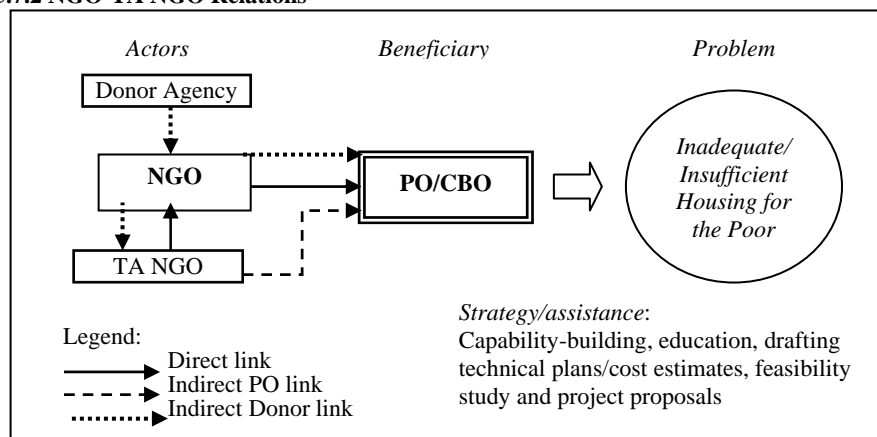 NGO-TA NGO Relations
Actors
Beneficiary
Problem
Donor Agency
NGO
TA NGO
PO/CBO
Inadequate/
Insufficient
Housing for
the Poor
Legend:
Direct link
Indirect PO link
Indirect Donor link
Strategy/assistance:
Capability-building, education, drafting
technical plans/cost estimates, feasibility
study and project proposals